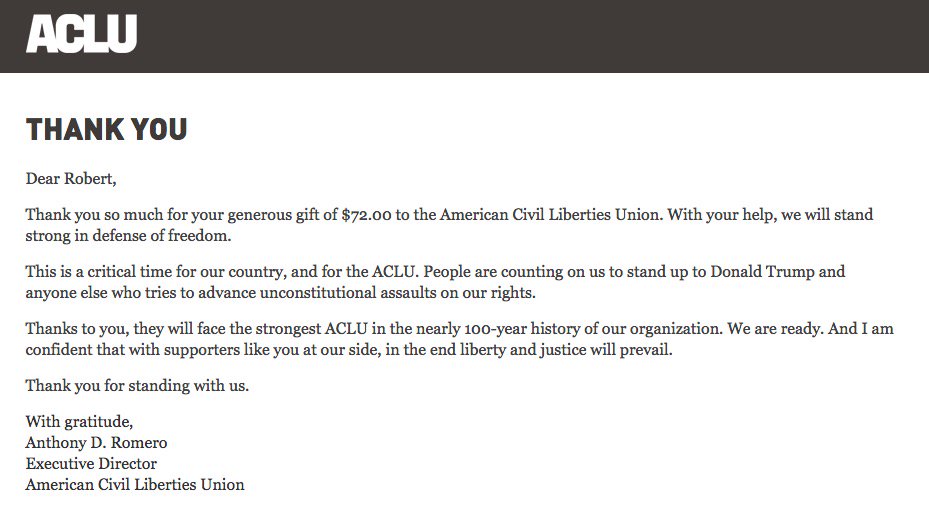 ACLU
THANK YOU
Dear Robert,
Thank you so much for your generous gift of $72.00 to the American Civil Liberties Union. With your help, we will stand
strong in defense of freedom.
This is a critical time for our country, and for the ACLU. People are counting on us to stand up to Donald Trump and
anyone else who tries to advance unconstitutional assaults on our rights.
Thanks to you, they will face the strongest ACLU in the nearly 100-year history of our organization. We are ready. And I am
confident that with supporters like you at our side, in the end liberty and justice will prevail.
Thank you for standing with us.
With gratitude,
Anthony D. Romero
Executive Director
American Civil Liberties Union